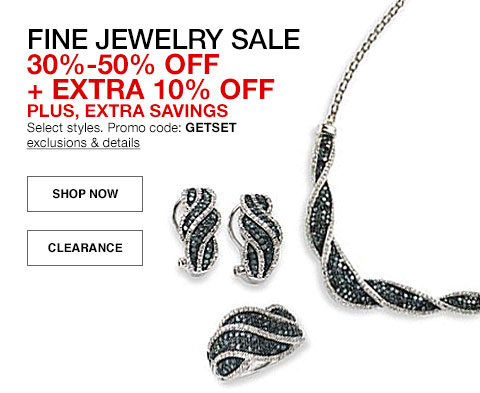 FINE JEWELRY SALE
30%-50% OFF
+ EXTRA 10% OFF
PLUS, EXTRA SAVINGS
Select styles. Promo code: GETSET
exclusions & details
SHOP NOW
CLEARANCE